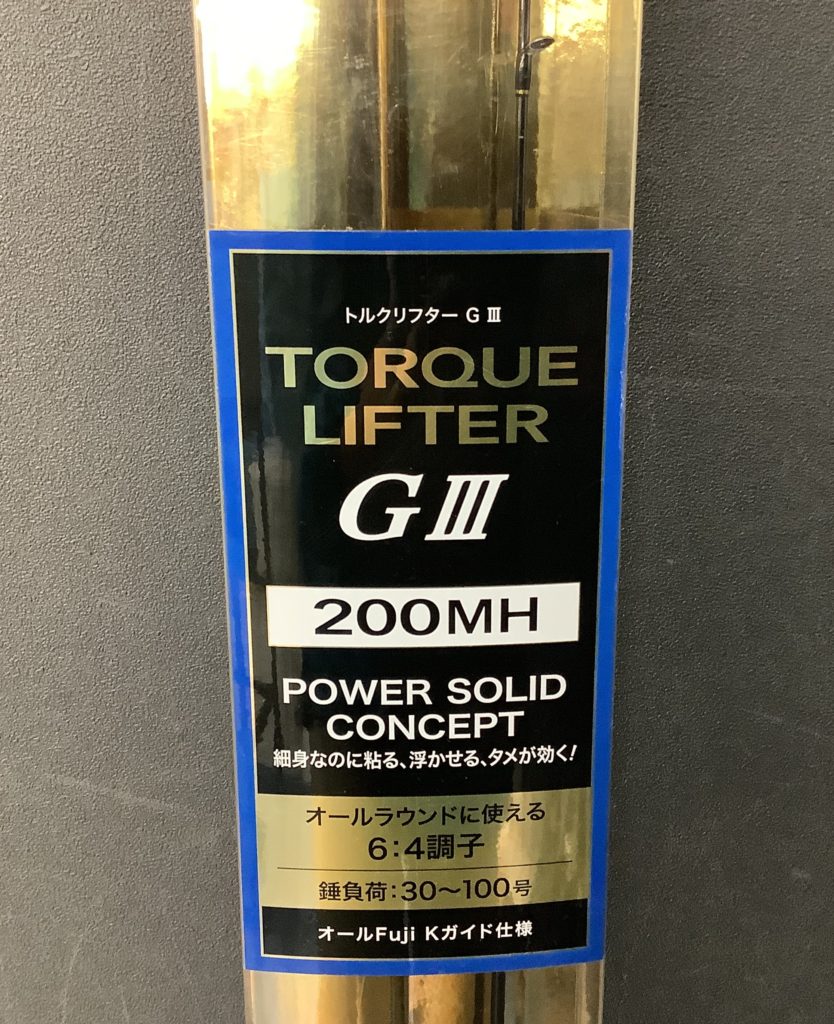 トルクリフター G Ⅲ
TORQUE
LIFTER
GⅢ
200MH
POWER SOLID
CONCEPT
細身なのに粘る、浮かせる、タメが効く!
オールラウンドに使える
6:4調子
錘負荷:30〜100号
オールFuji Kガイド仕様